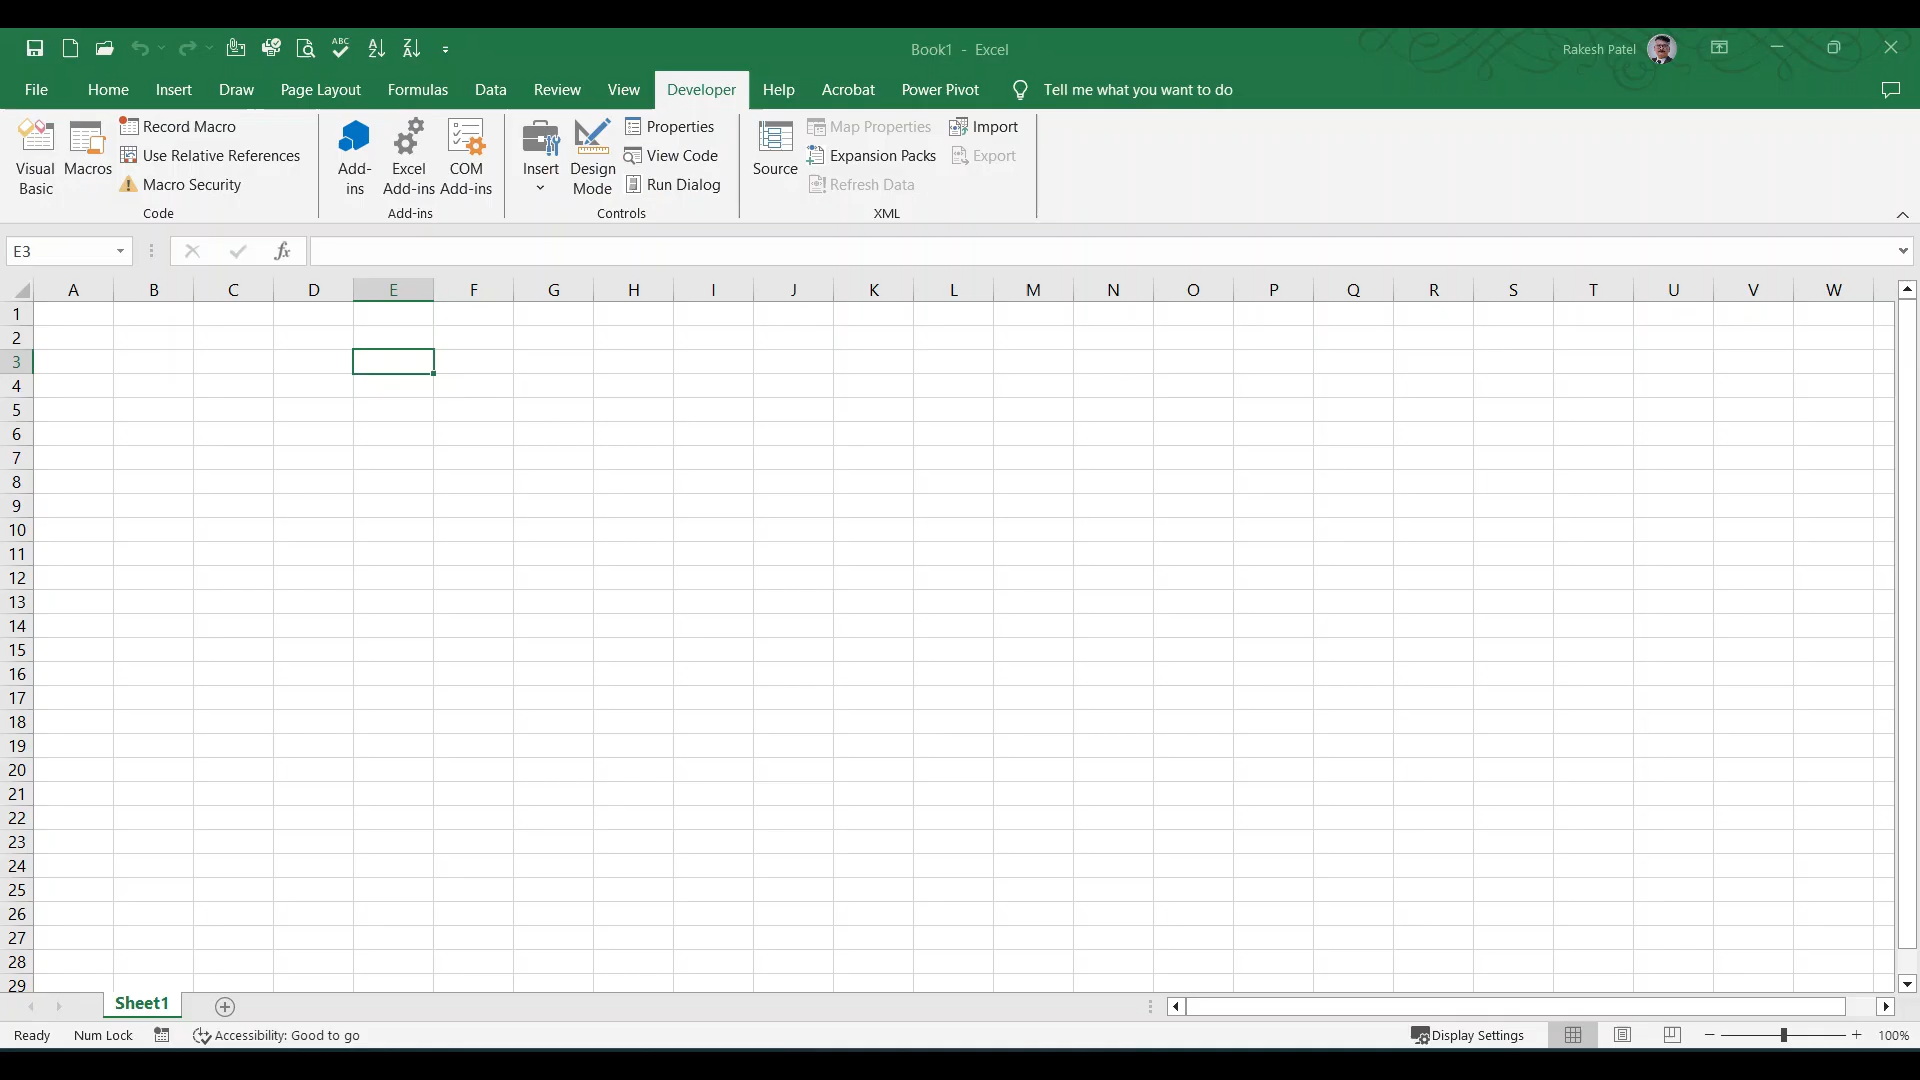 ABC
A
Z
Z
A
Book1 - Excel
Rakesh Patel
File Home Insert Draw Page Layout Formulas Data Review View Developer Help Acrobat Power Pivot Tell me what you want to do
Visual
Basic
Macros
Record Macro
Use Relative References
Macro Security
Code
Add-
ins
Excel
Add-ins
COM
Add-ins
Add-ins
Insert
Design
Mode
Properties
View Code
Run Dialog
Controls
Source
Map Properties
Expansion Packs
Refresh Data
Import
Export
XML
E3
fx
A B C D E F G H I J K L M N O P Q R S T U V W
1
2
3
4
5
6
7
8
9
10
11
12
13
14
15
16
17
18
19
20
21
22
23
24
25
26
27
28
29
Sheet1
Ready Num Lock Accessibility: Good to go Display Settings 100%